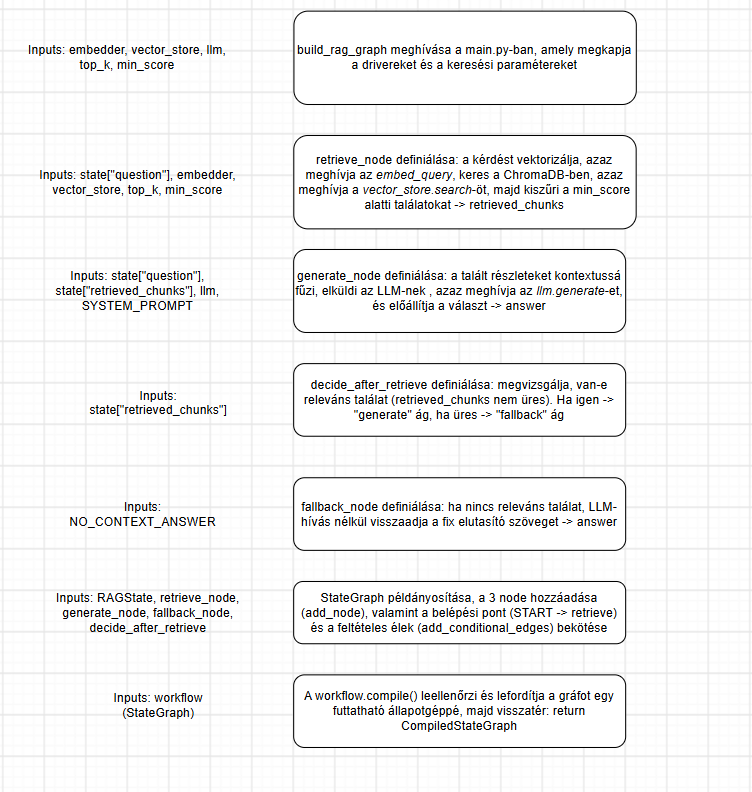 Inputs: embedder, vector_store, llm,
top_k, min_score
build_rag_graph meghívása a main.py-ban, amely megkapja
a drivereket és a keresési paramétereket
Inputs: state["question"], embedder,
vector_store, top_k, min_score
retrieve_node definiálása: a kérdést vektorizálja, azaz
meghívja az embed_query, keres a ChromaDB-ben, azaz
meghívja a vector_store.search-öt, majd kiszűri a min_score
alatti találatokat -> retrieved_chunks
Inputs: state["question"],
state["retrieved_chunks"], llm,
SYSTEM_PROMPT
generate_node definiálása: a talált részleteket kontextussá
fűzi, elküldi az LLM-nek , azaz meghívja az llm.generate-et,
és előállítja a választ -> answer
Inputs:
state["retrieved_chunks"]
decide_after_retrieve definiálása: megvizsgálja, van-e
releváns találat (retrieved_chunks nem üres). Ha igen ->
"generate" ág, ha üres -> "fallback" ág
Inputs:
NO_CONTEXT_ANSWER
fallback_node definiálása: ha nincs releváns találat, LLM-
hívás nélkül visszaadja a fix elutasító szöveget -> answer
Inputs: RAGState, retrieve_node,
generate_node, fallback_node,
decide_after_retrieve
StateGraph példányosítása, a 3 node hozzáadása
(add_node), valamint a belépési pont (START -> retrieve)
és a feltételes élek (add_conditional_edges) bekötése
Inputs: workflow
(StateGraph)
A workflow.compile() leellenőrzi és lefordítja a gráfot egy
futtatható állapotgéppé, majd visszatér: return
CompiledStateGraph